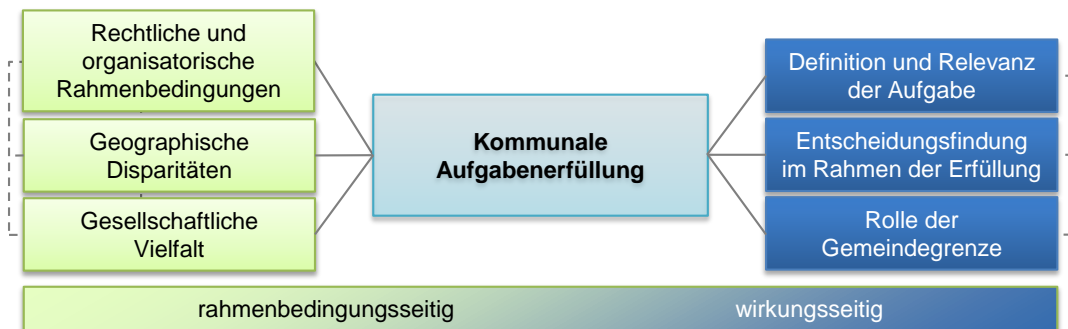 Rechtliche und
organisatorische
Rahmenbedingungen
Geographische
Disparitäten
Gesellschaftliche
Vielfalt
Kommunale
Aufgabenerfüllung
Definition und Relevanz
der Aufgabe
Entscheidungsfindung
im Rahmen der Erfüllung
Rolle der
Gemeindegrenze
rahmenbedingungsseitig
wirkungsseitig